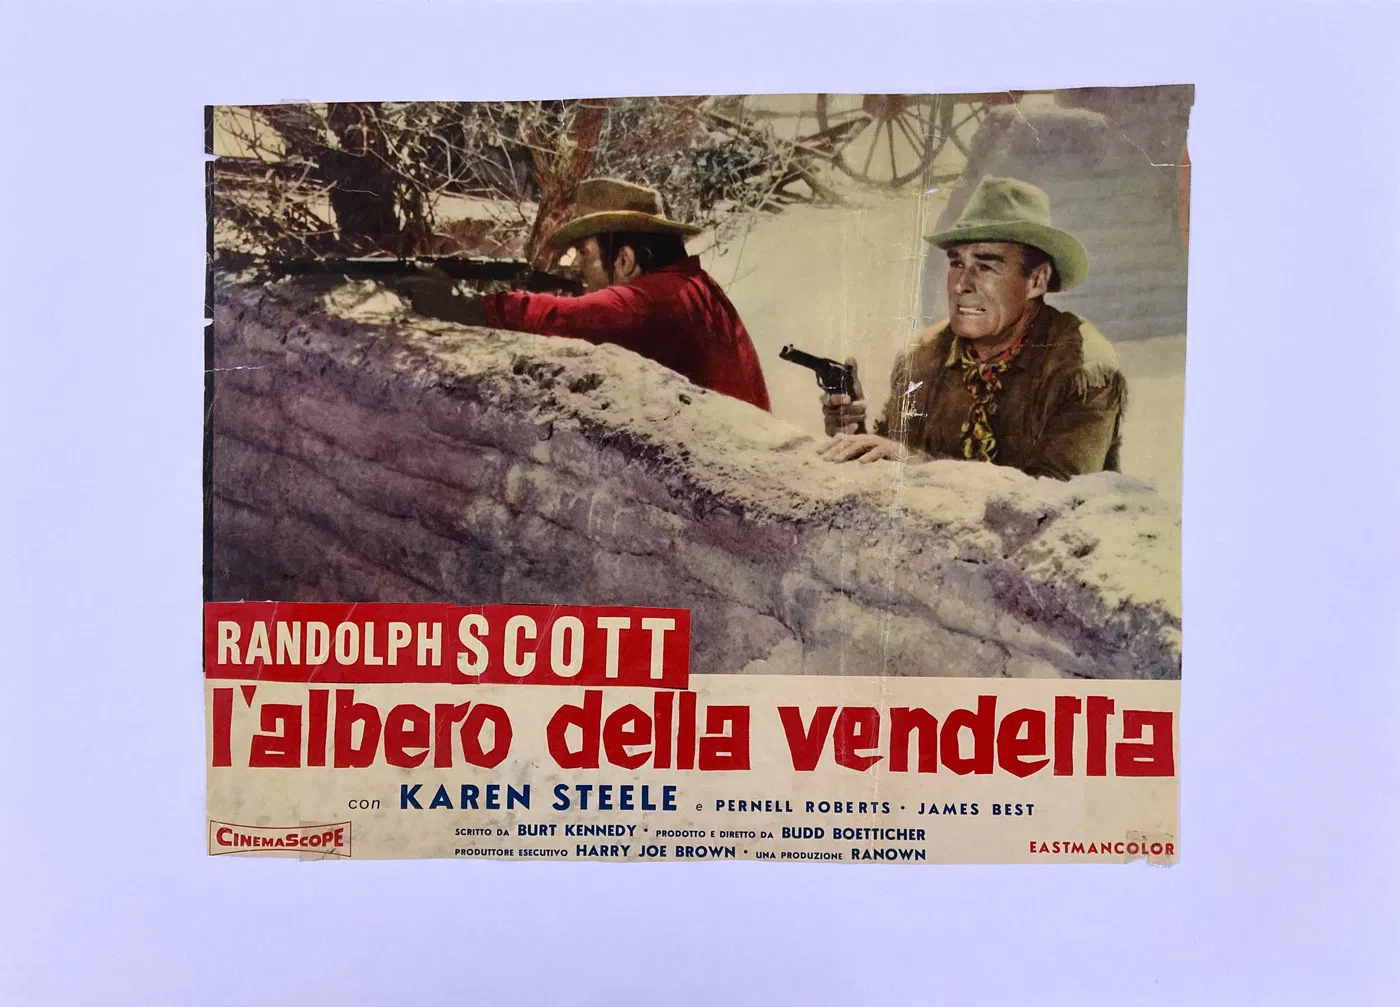 RANDOLPH SCOTT
l'albero della vendetta
con KAREN STEELE e PERNELL ROBERTS · JAMES BEST
SCRITTO DA BURT KENNEDY · PRODOTTO E DIRETTO DA BUDD BOETTICHER
PRODUTTORE ESECUTIVO HARRY JOE BROWN · UNA PRODUZIONE RANOWN
CINEMASCOPE
EASTMANCOLOR